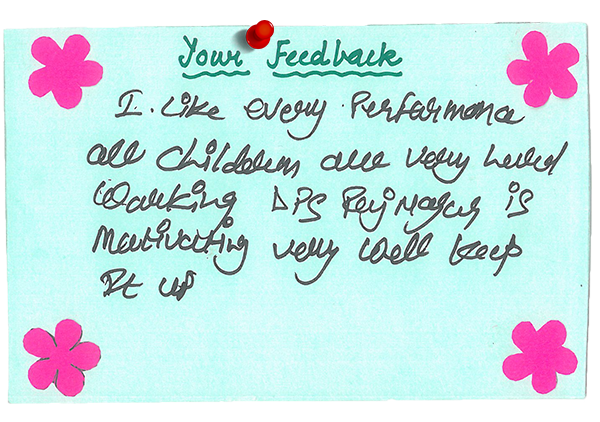 Your Feedback
I. Like every Performance
all children are very hard
Working DPS Rajnagar is
Motivating very well keep
It up